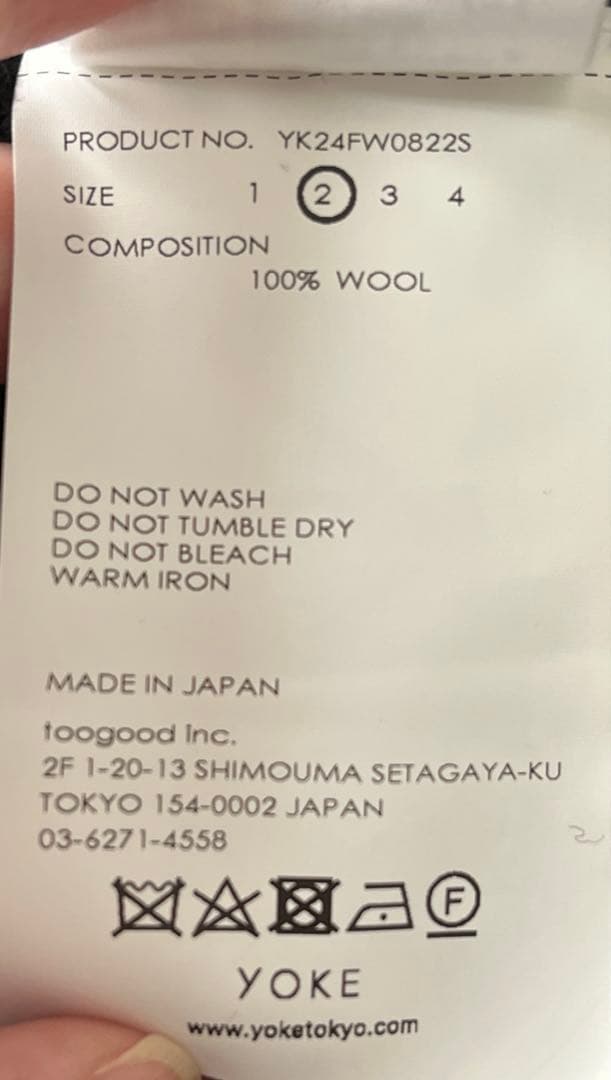 PRODUCT NO. YK24FW0822S
SIZE 1 2 3 4
COMPOSITION
100% WOOL
DO NOT WASH
DO NOT TUMBLE DRY
DO NOT BLEACH
WARM IRON
MADE IN JAPAN
toogood inc.
2F 1-20-13 SHIMOUMA SETAGAYA-KU
TOKYO 154-0002 JAPAN
03-6271-4558
F
YOKE
www.yoketokyo.com